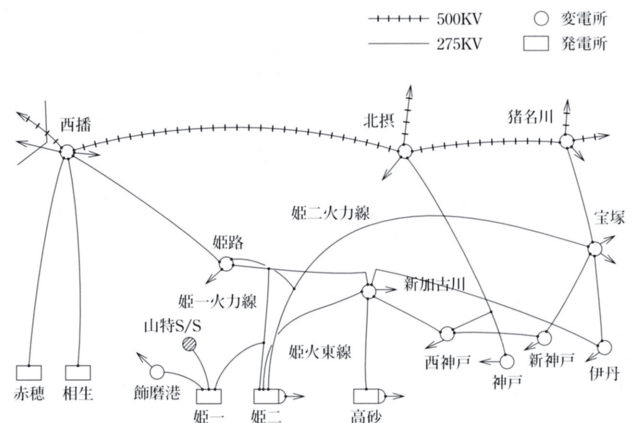 500KV
変電所
275KV
発電所
西播
北摂
猪名川
姫二火力線
宝塚
姫路
新加古川
姫一火力線
山特S/S
姫火東線
西神戸
新神戸
伊丹
神戸
赤穂
相生
飾磨港
姫一
姫二
高砂